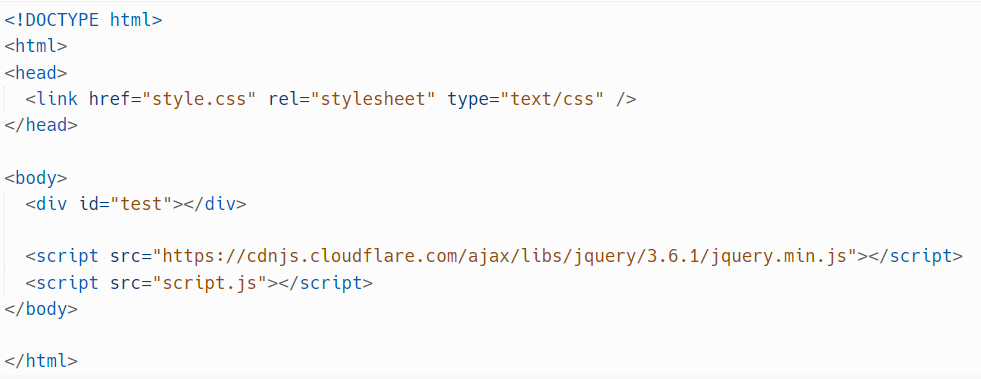 <!DOCTYPE html>
<html>
<head>
  <link href="style.css" rel="stylesheet" type="text/css" />
</head>
<body>
  <div id="test"></div>
  <script src="https://cdnjs.cloudflare.com/ajax/libs/jquery/3.6.1/jquery.min.js"></script>
  <script src="script.js"></script>
</body>
</html>